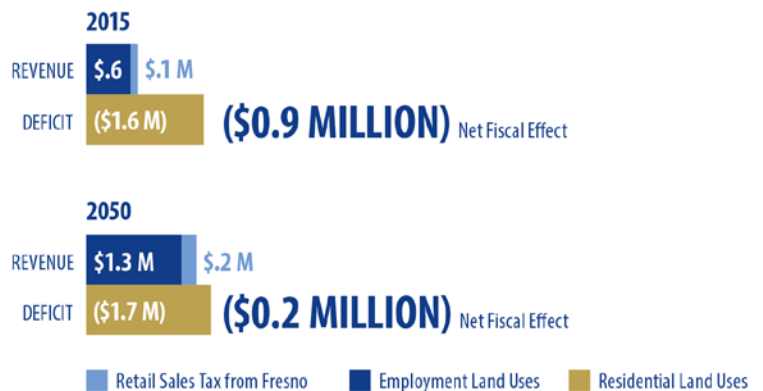 2015
REVENUE $.6 $.1 M
DEFICIT ($1.6 M) ($0.9 MILLION) Net Fiscal Effect
2050
REVENUE $1.3 M $.2 M
DEFICIT ($1.7 M) ($0.2 MILLION) Net Fiscal Effect
Retail Sales Tax from Fresno Employment Land Uses Residential Land Uses